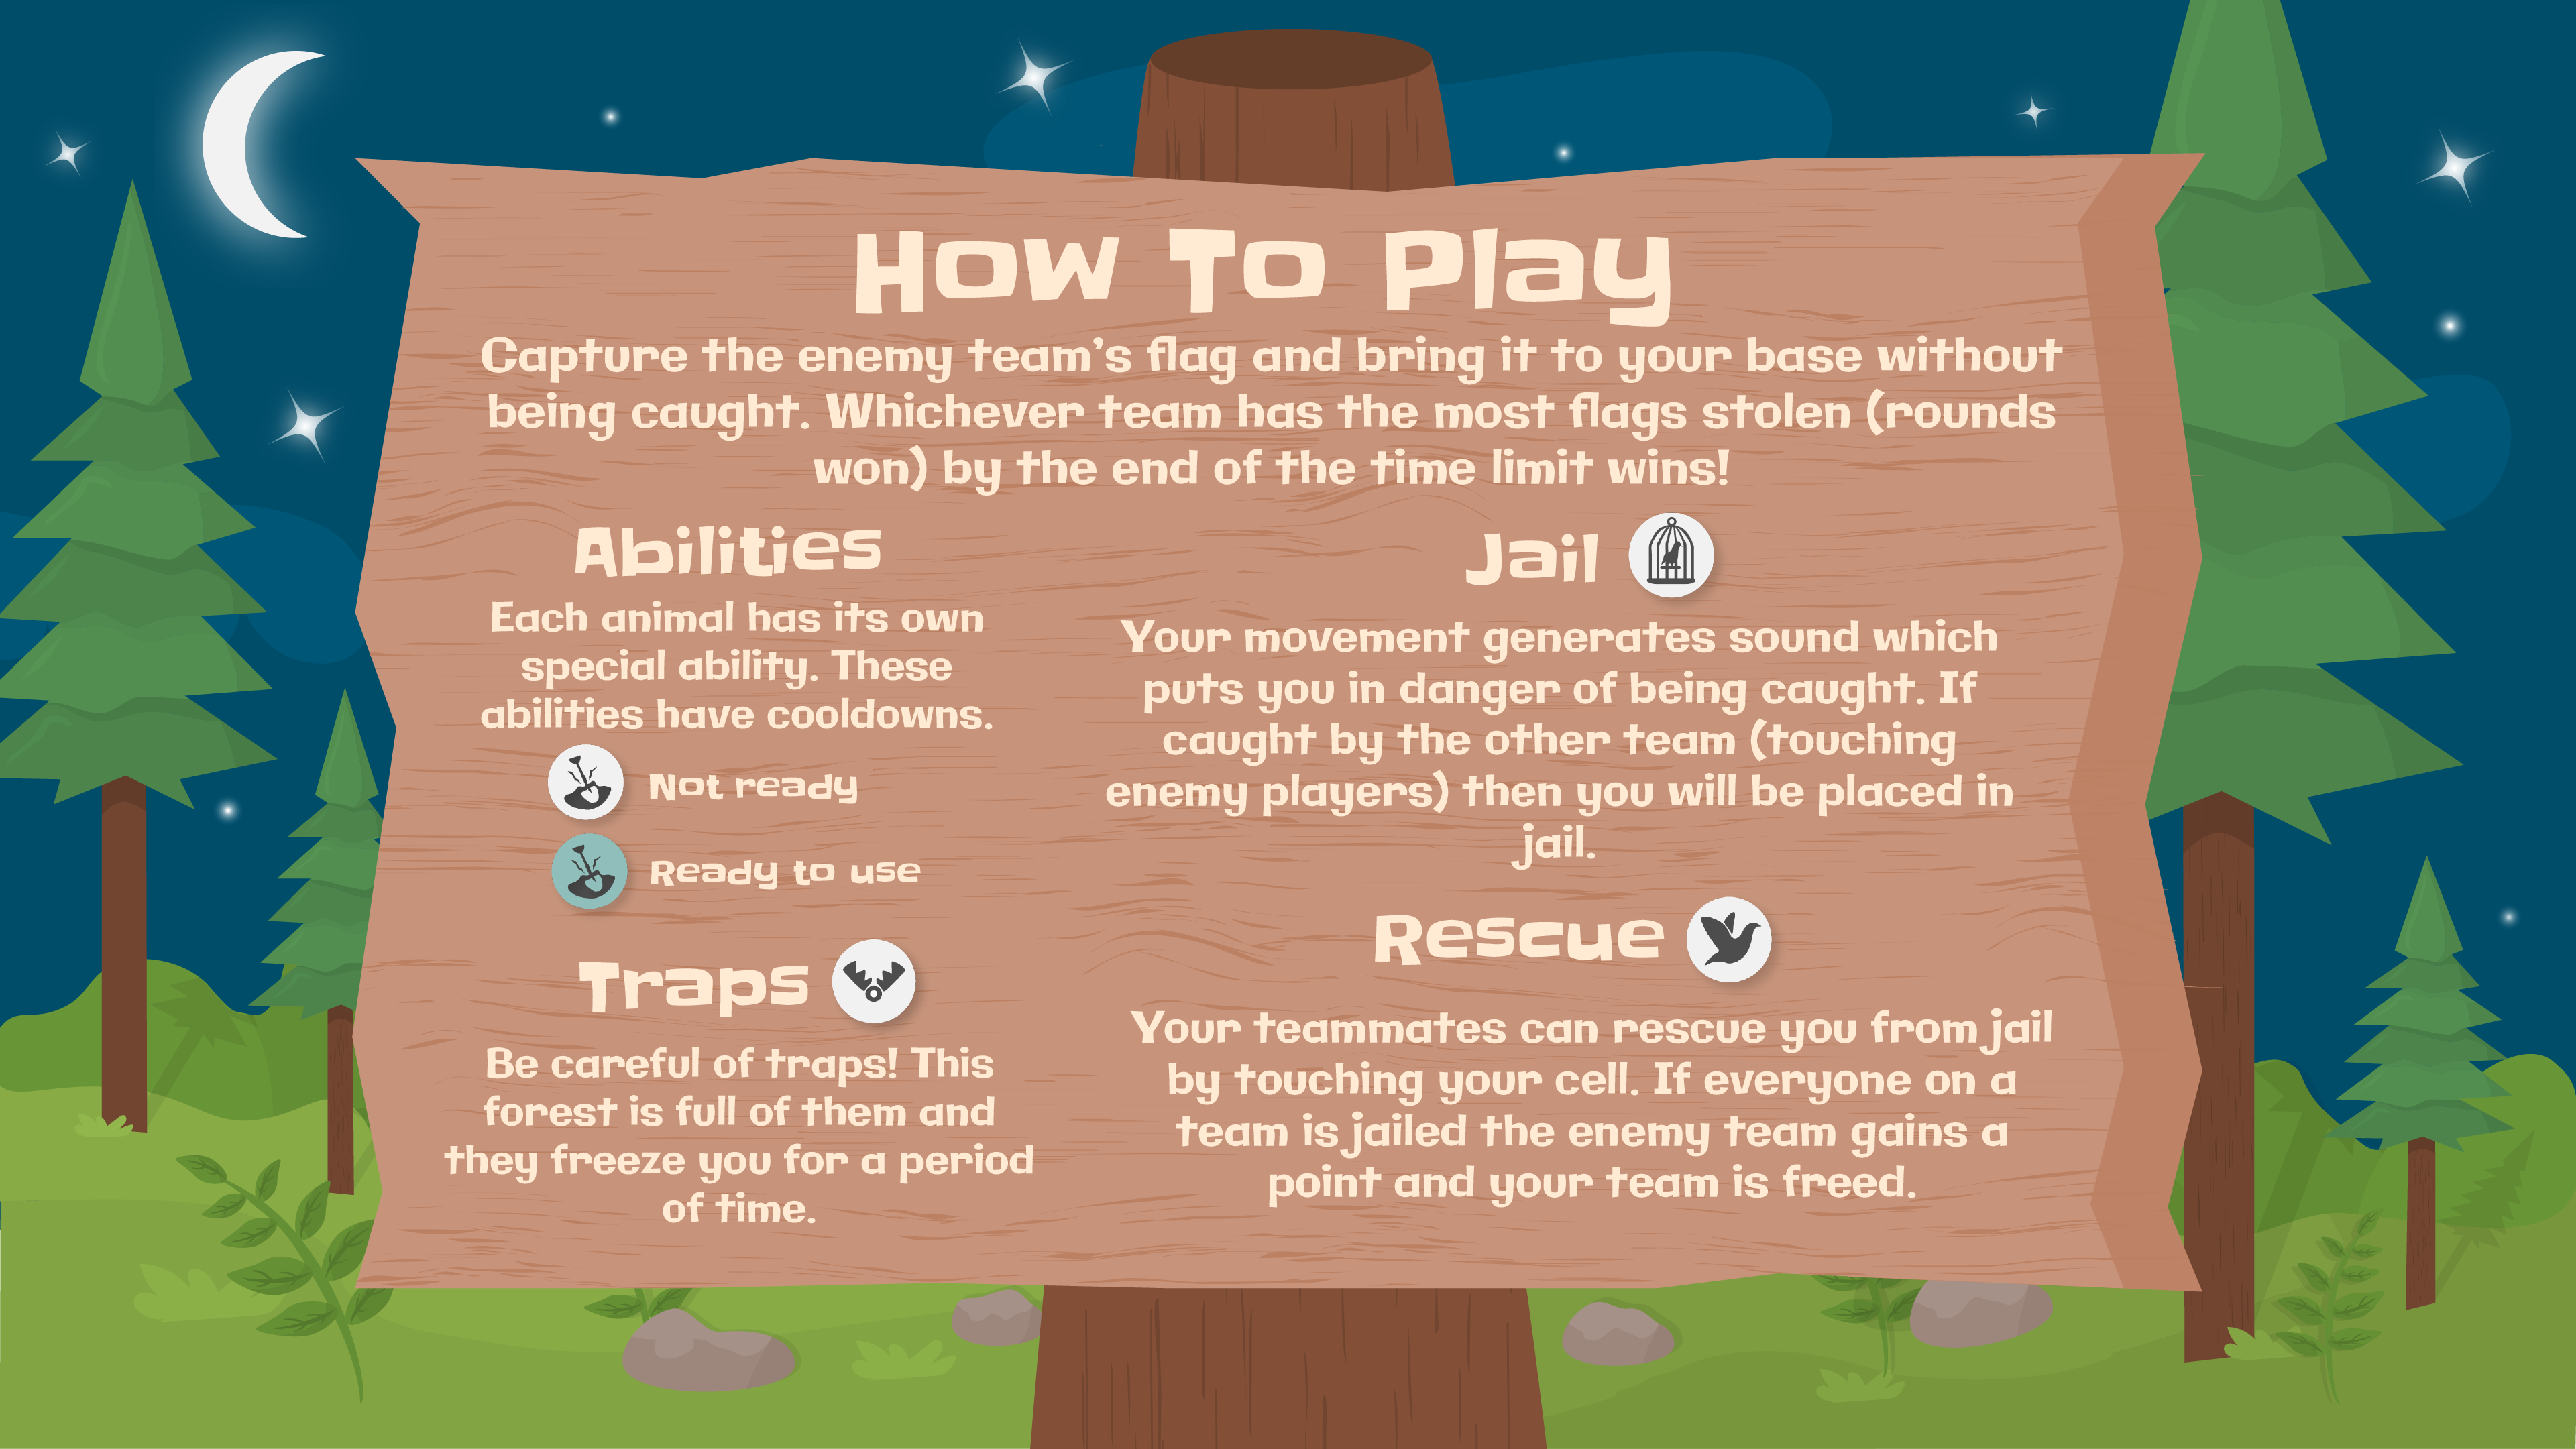 How To Play
Capture the enemy team's flag and bring it to your base without
being caught. Whichever team has the most flags stolen (rounds
won) by the end of the time limit wins!
Abilities
Each animal has its own
special ability. These
abilities have cooldowns.
Not ready
Ready to use
Traps
Be careful of traps! This
forest is full of them and
they freeze you for a period
of time.
Jail
Your movement generates sound which
puts you in danger of being caught. If
caught by the other team (touching
enemy players) then you will be placed in
jail.
Rescue
Your teammates can rescue you from jail
by touching your cell. If everyone on a
team is jailed the enemy team gains a
point and your team is freed.